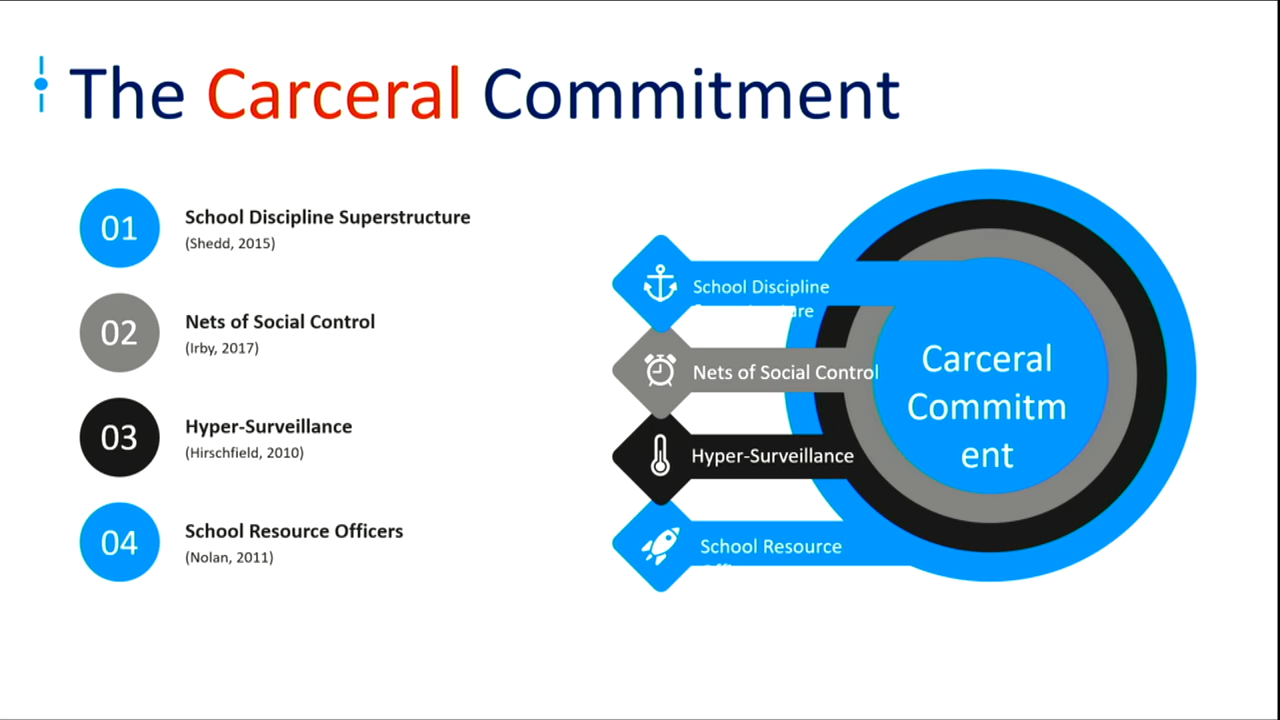 The Carceral Commitment
01
School Discipline Superstructure
(Shedd, 2015)
02
Nets of Social Control
(Irby, 2017)
03
Hyper-Surveillance
(Hirschfield, 2010)
04
School Resource Officers
(Nolan, 2011)
School Discipline
Nets of Social Control
Hyper-Surveillance
School Resource
Carceral
Commitm
ent